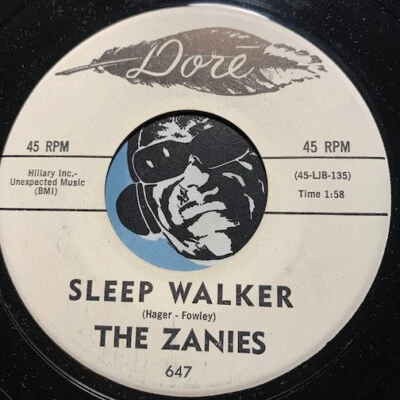 Doré
45 RPM
45 RPM
Hillary Inc.-
Unexpected Music
(BMI)
(45-LJB-135)
Time 1:58
SLEEP WALKER
(Hager - Fowley)
THE ZANIES
647